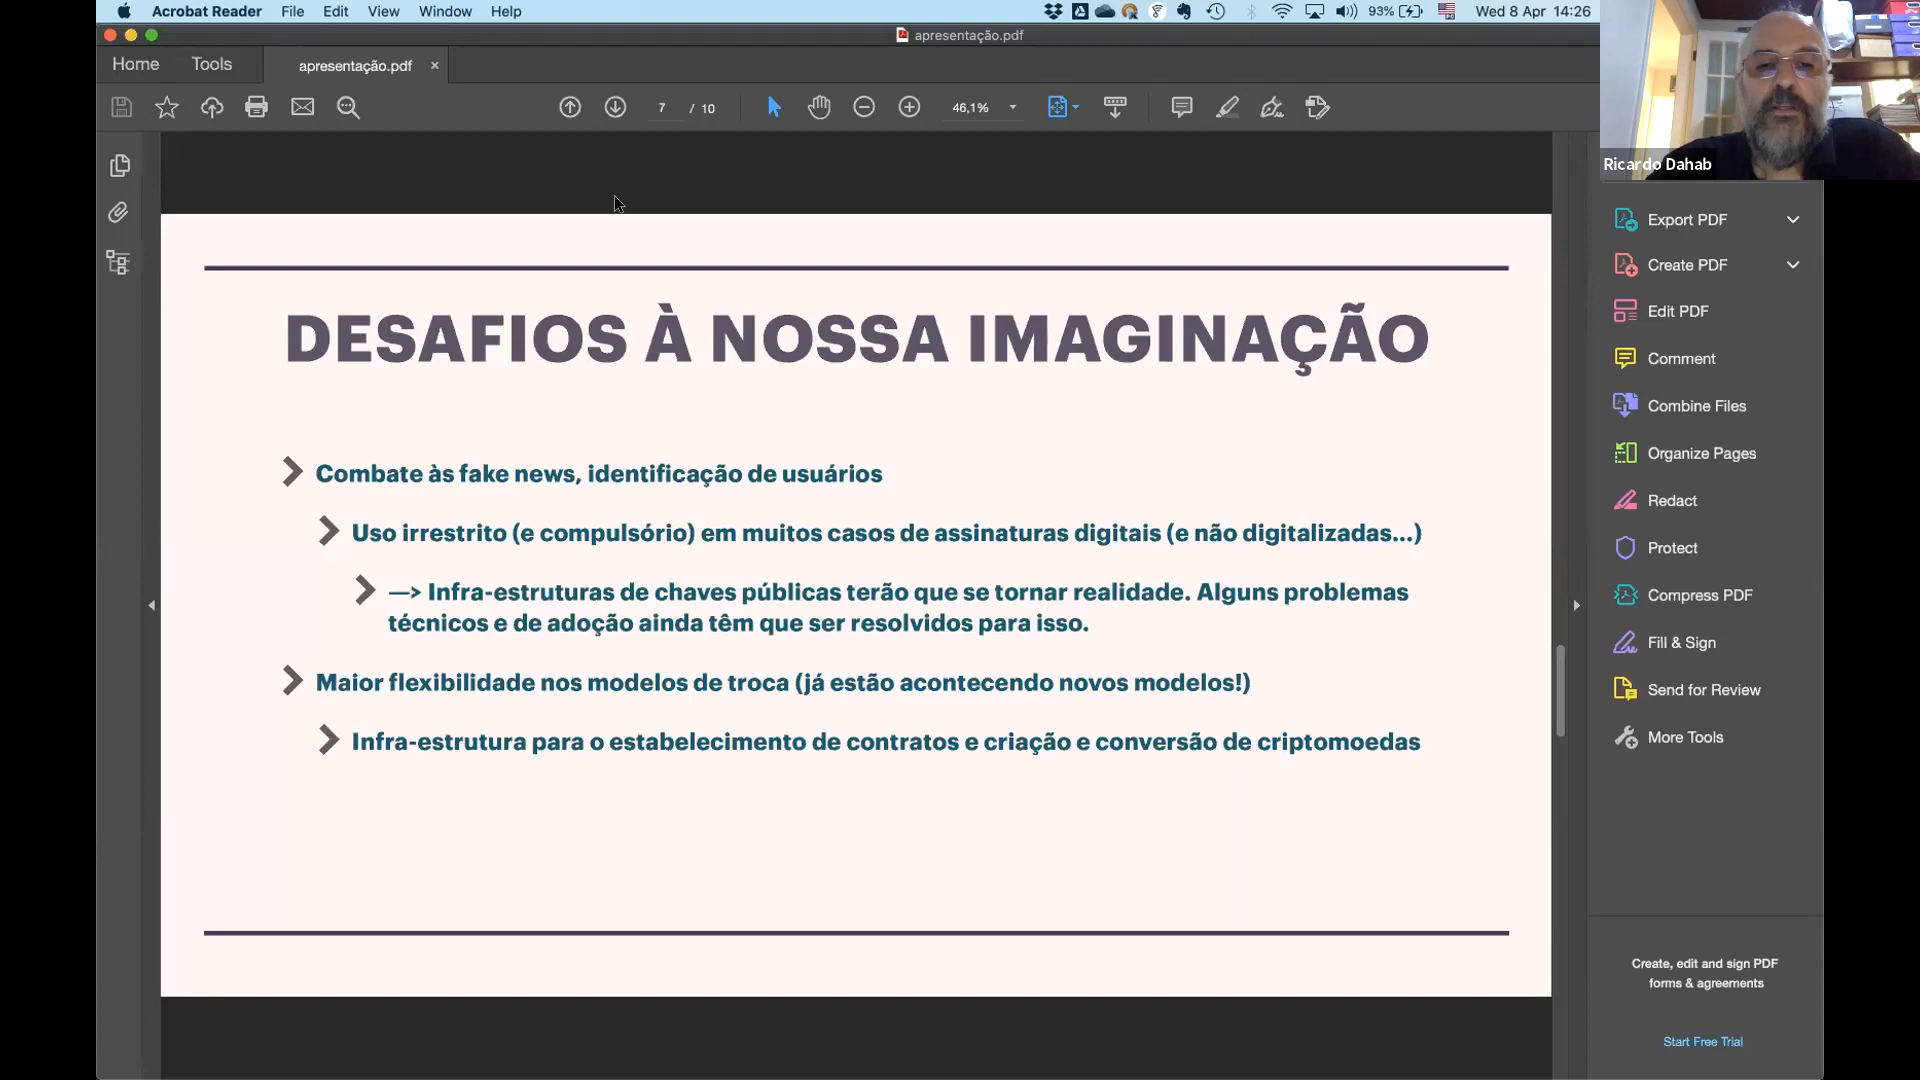 Acrobat Reader File Edit View Window Help 93% Wed 8 Apr 14:26
apresentação.pdf
Home Tools apresentação.pdf ×
7 / 10 46,1%
Ricardo Dahab
DESAFIOS À NOSSA IMAGINAÇÃO
Combate às fake news, identificação de usuários
Uso irrestrito (e compulsório) em muitos casos de assinaturas digitais (e não digitalizadas...)
—> Infra-estruturas de chaves públicas terão que se tornar realidade. Alguns problemas
técnicos e de adoção ainda têm que ser resolvidos para isso.
Maior flexibilidade nos modelos de troca (já estão acontecendo novos modelos!)
Infra-estrutura para o estabelecimento de contratos e criação e conversão de criptomoedas
Export PDF
Create PDF
Edit PDF
Comment
Combine Files
Organize Pages
Redact
Protect
Compress PDF
Fill & Sign
Send for Review
More Tools
Create, edit and sign PDF
forms & agreements
Start Free Trial